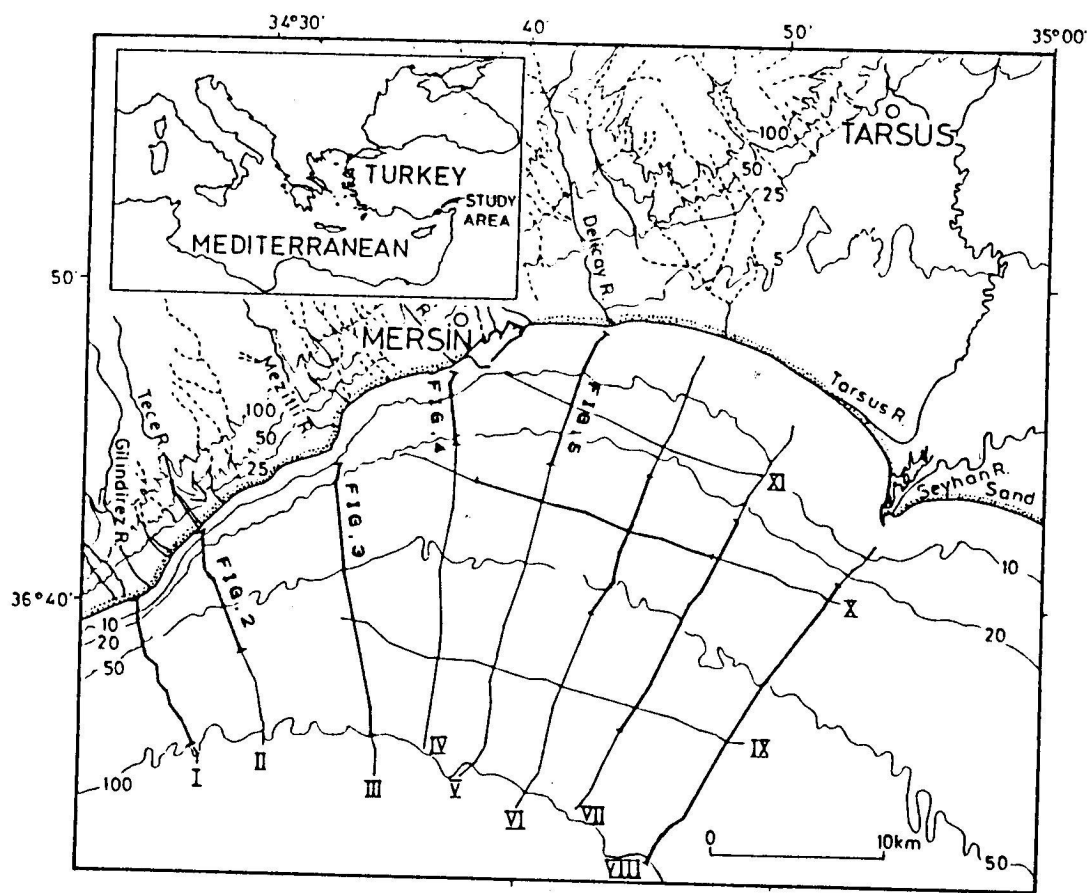 34°30'
40'
50'
35°00'
TURKEY
STUDY
AREA
MEDITERRANEAN
100
TARSUS
50
25
Delicay R.
5
50'
R.
MERSİN
Mezitli R.
Tece R.
Gilindirez R.
100
50
25
FIG. 4
FIG. 5
Tarsus R.
Seyhan R.
Sand
XI
FIG. 3
FIG. 2
36°40'
10
20
50
10
X
20
IX
100
I
II
III
IV
V
VI
VII
VIII
0
10km
50